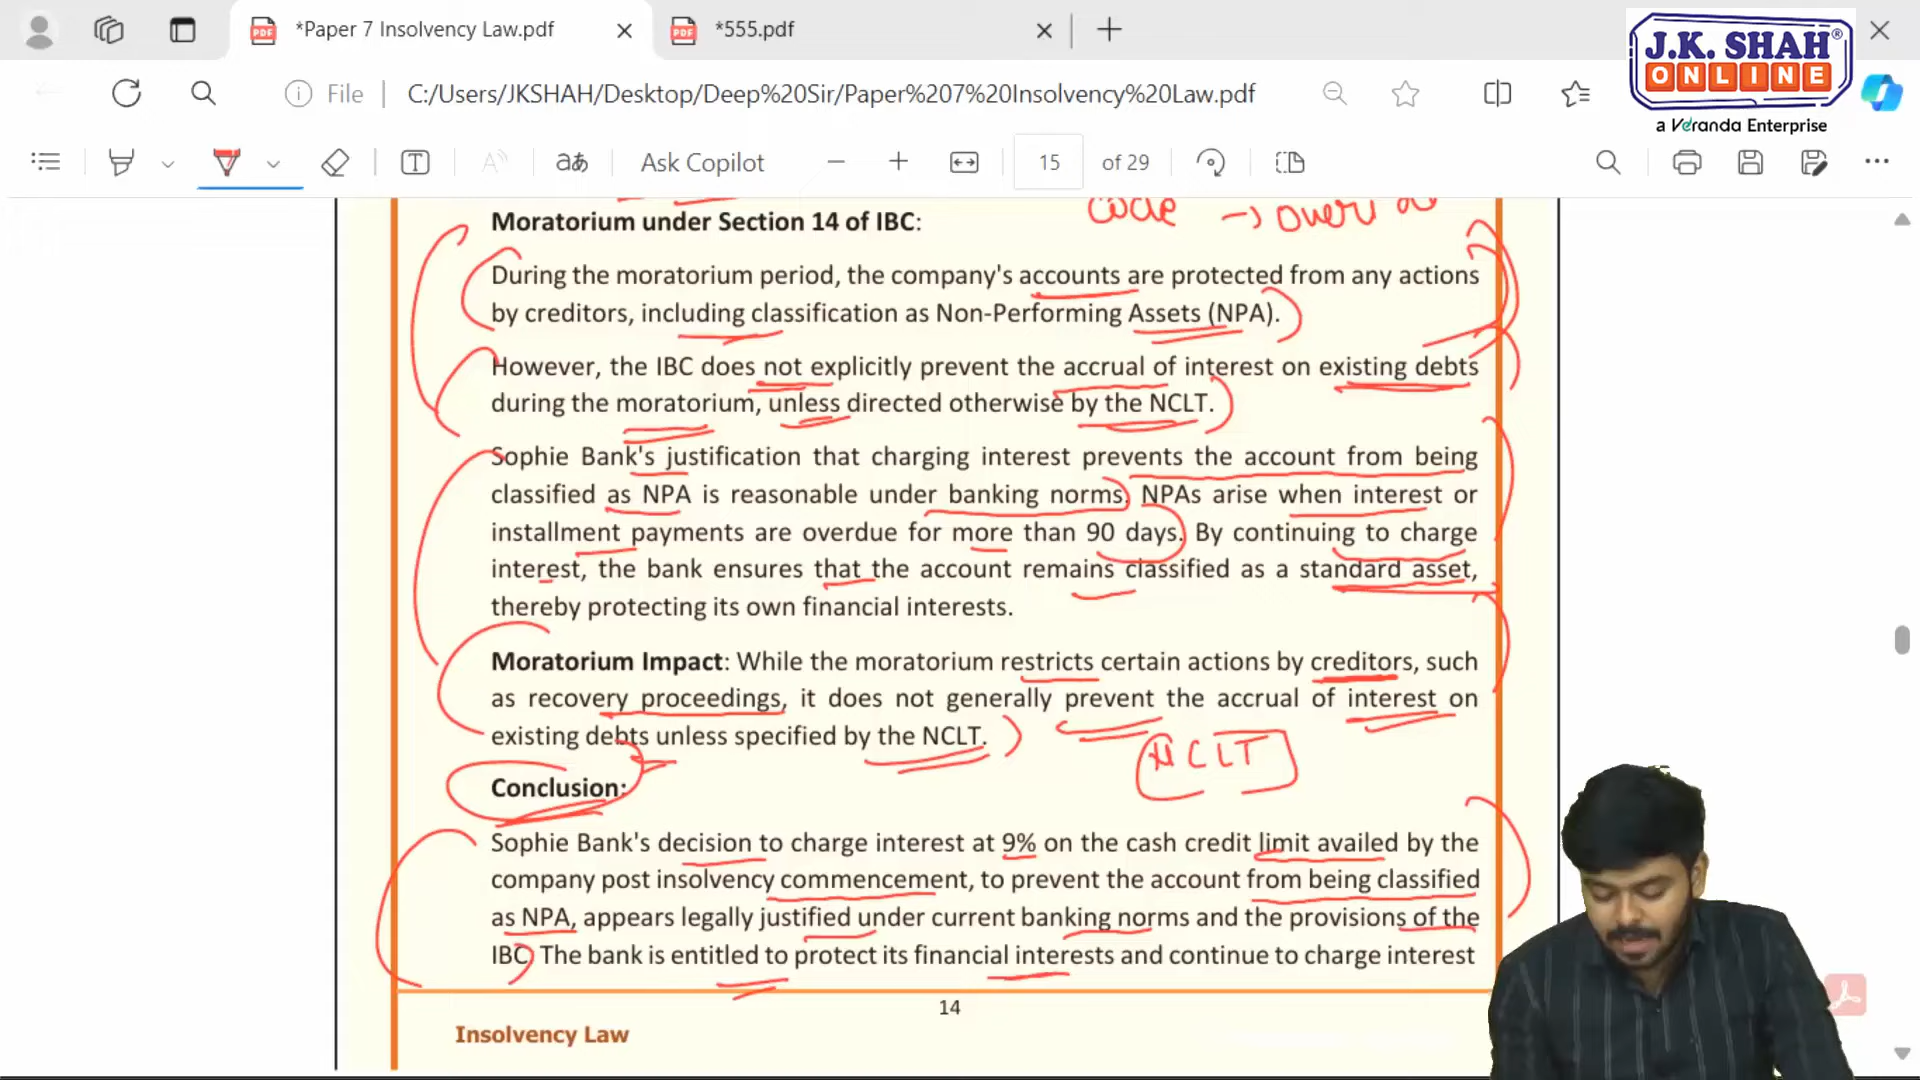 *Paper 7 Insolvency Law.pdf
*555.pdf
J.K. SHAH®
ONLINE
a Veranda Enterprise
File
C:/Users/JKSHAH/Desktop/Deep%20Sir/Paper%207%20Insolvency%20Law.pdf
Ask Copilot
15 of 29
code → overr
Moratorium under Section 14 of IBC:
During the moratorium period, the company's accounts are protected from any actions
by creditors, including classification as Non-Performing Assets (NPA).
However, the IBC does not explicitly prevent the accrual of interest on existing debts
during the moratorium, unless directed otherwise by the NCLT.
Sophie Bank's justification that charging interest prevents the account from being
classified as NPA is reasonable under banking norms. NPAs arise when interest or
installment payments are overdue for more than 90 days. By continuing to charge
interest, the bank ensures that the account remains classified as a standard asset,
thereby protecting its own financial interests.
Moratorium Impact: While the moratorium restricts certain actions by creditors, such
as recovery proceedings, it does not generally prevent the accrual of interest on
existing debts unless specified by the NCLT.
NCLT
Conclusion:
Sophie Bank's decision to charge interest at 9% on the cash credit limit availed by the
company post insolvency commencement, to prevent the account from being classified
as NPA, appears legally justified under current banking norms and the provisions of the
IBC. The bank is entitled to protect its financial interests and continue to charge interest
14
Insolvency Law